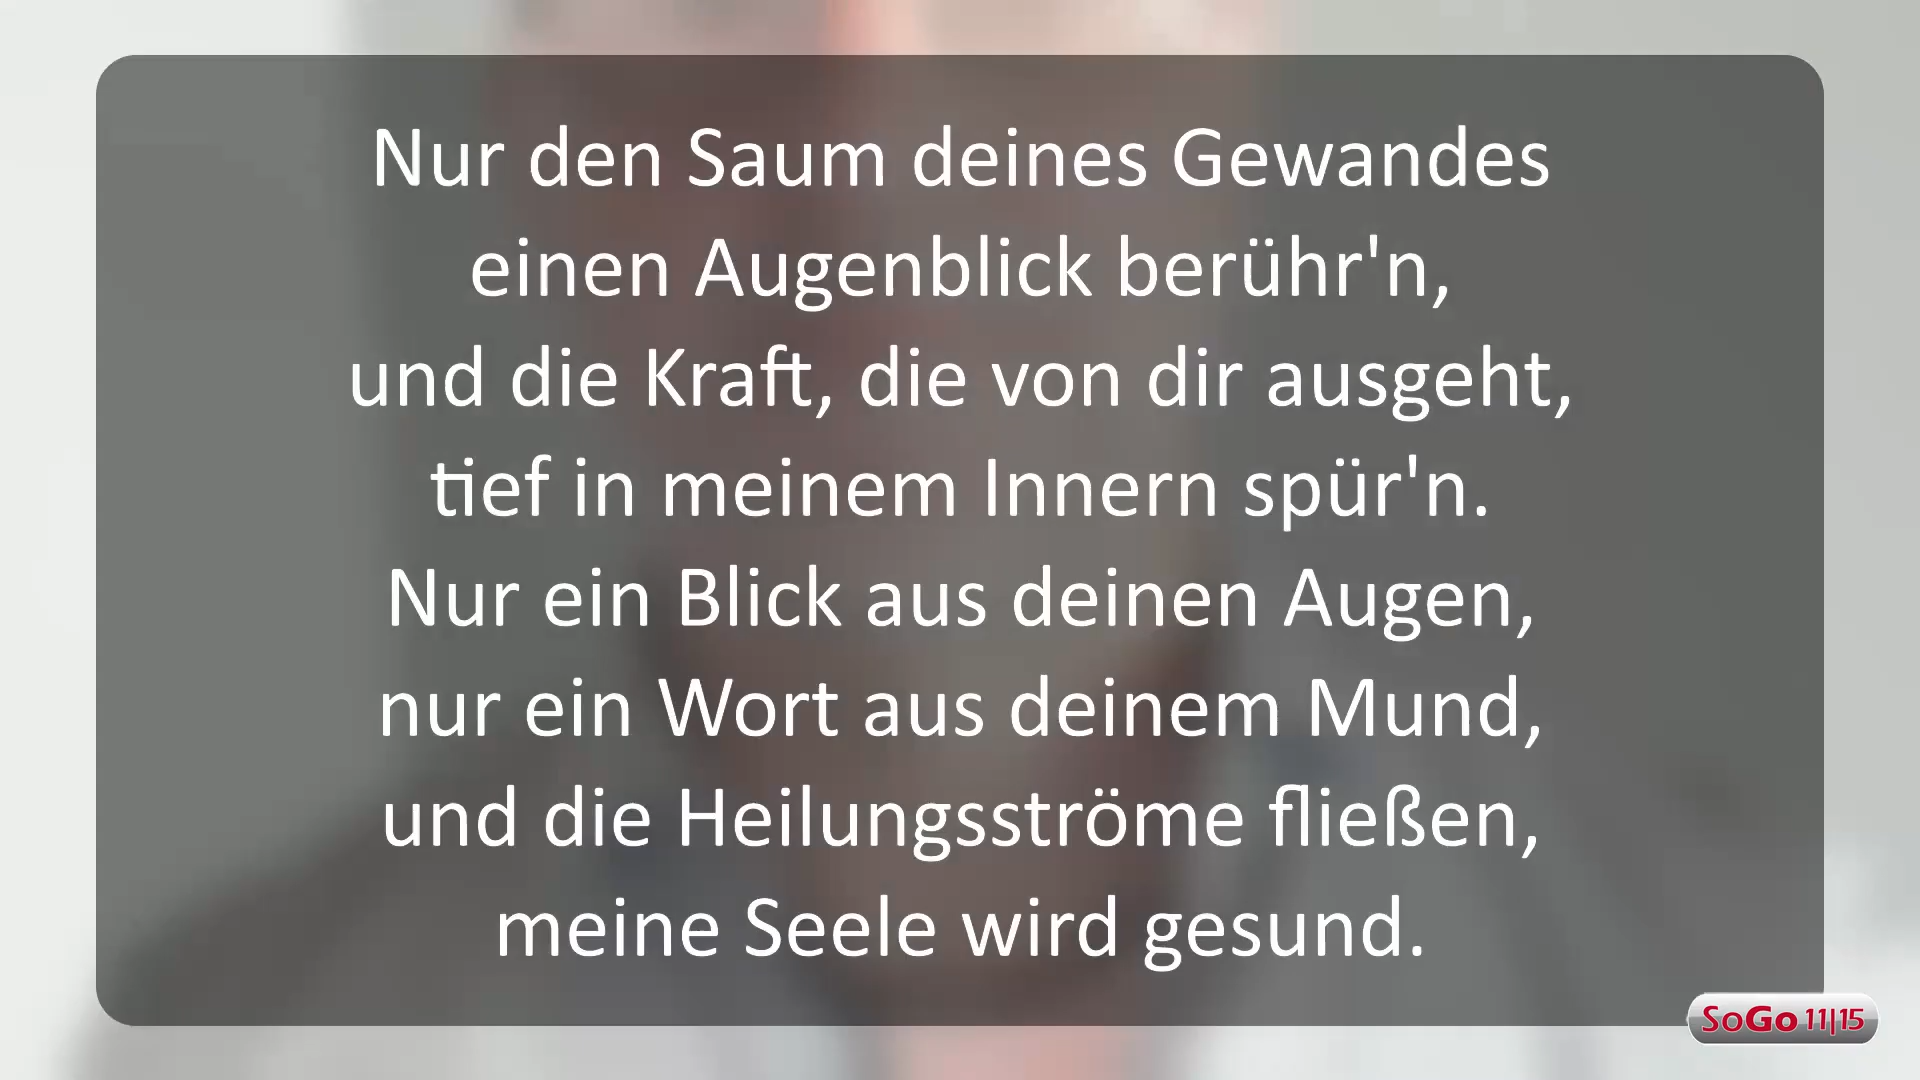 Nur den Saum deines Gewandes
einen Augenblick berühr'n,
und die Kraft, die von dir ausgeht,
tief in meinem Innern spür'n.
Nur ein Blick aus deinen Augen,
nur ein Wort aus deinem Mund,
und die Heilungsströme fließen,
meine Seele wird gesund.
SoGo 11|15